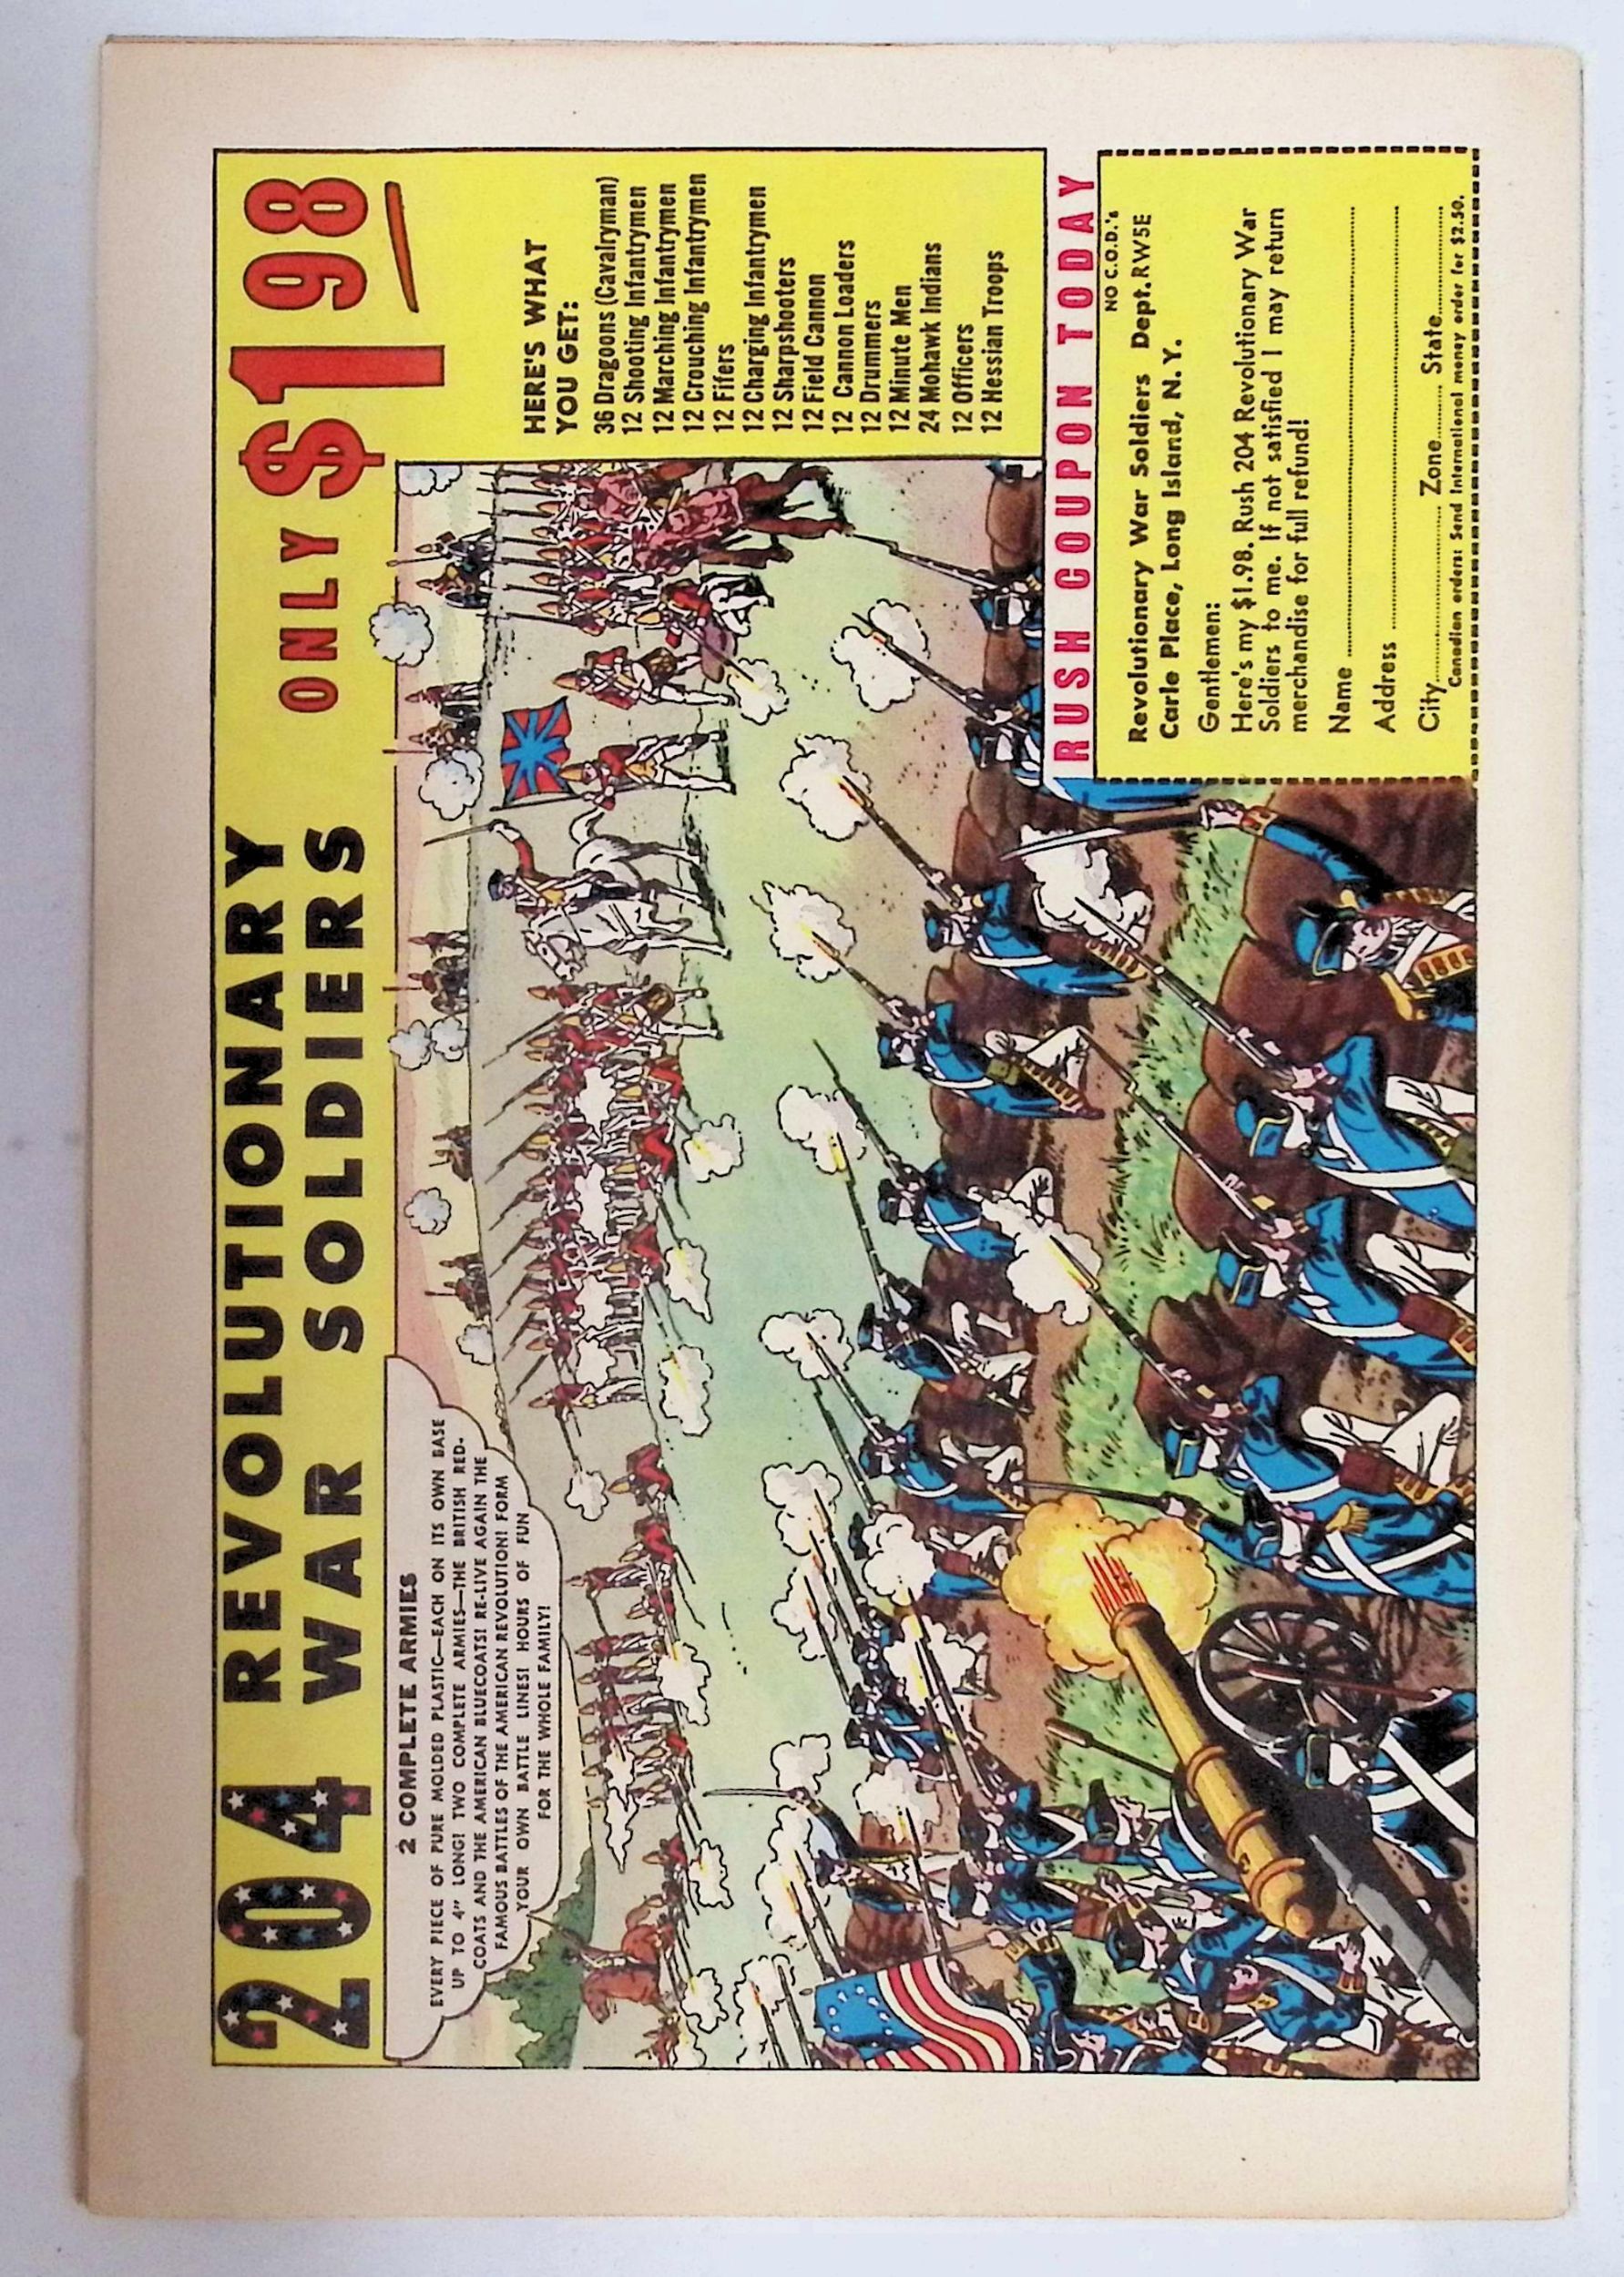 204 REVOLUTIONARY
WAR SOLDIERS
ONLY $1 98
2 COMPLETE ARMIES
EVERY PIECE OF PURE MOLDED PLASTIC—EACH ON ITS OWN BASE
UP TO 4" LONG! TWO COMPLETE ARMIES—THE BRITISH RED-
COATS AND THE AMERICAN BLUECOATS! RE-LIVE AGAIN THE
FAMOUS BATTLES OF THE AMERICAN REVOLUTION! FORM
YOUR OWN BATTLE LINES! HOURS OF FUN
FOR THE WHOLE FAMILY!
HERE'S WHAT
YOU GET:
36 Dragoons (Cavalryman)
12 Shooting Infantrymen
12 Marching Infantrymen
12 Crouching Infantrymen
12 Fifers
12 Charging Infantrymen
12 Sharpshooters
12 Field Cannon
12 Cannon Loaders
12 Drummers
12 Minute Men
24 Mohawk Indians
12 Officers
12 Hessian Troops
RUSH COUPON TODAY
NO C.O.D.'s
Revolutionary War Soldiers Dept.RW5E
Carle Place, Long Island, N.Y.
Gentlemen:
Here's my $1.98. Rush 204 Revolutionary War
Soldiers to me. If not satisfied I may return
merchandise for full refund!
Name
Address
City Zone State
Canadian orders: Send International money order for $2.50.